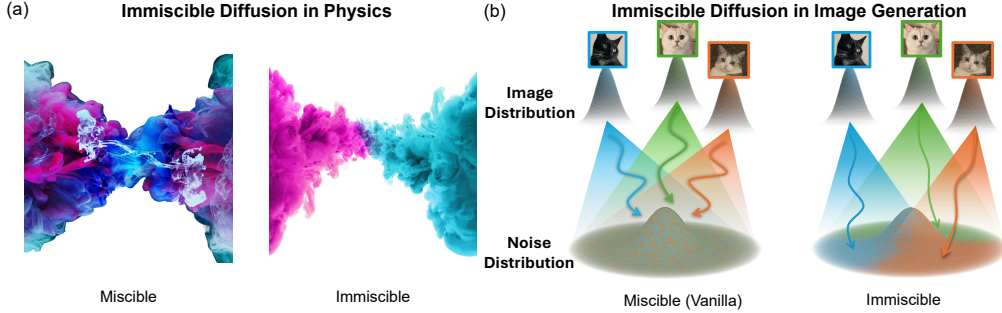 (a)
Immiscible Diffusion in Physics
Miscible
Immiscible
(b)
Immiscible Diffusion in Image Generation
Image
Distribution
Noise
Distribution
Miscible (Vanilla)
Immiscible